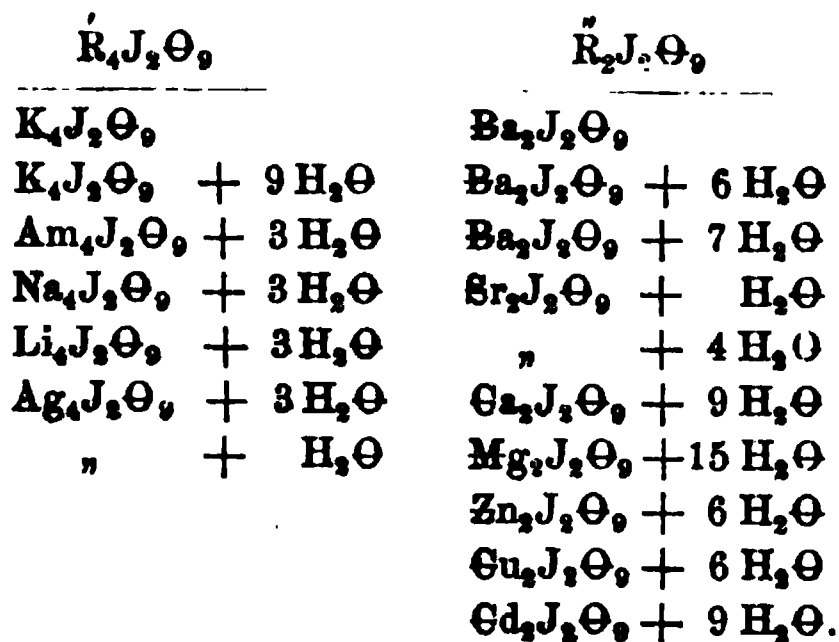 Ŕ₄J₂Θ₉
K₄J₂Θ₉
K₄J₂Θ₉ + 9 H₂Θ
Am₄J₂Θ₉ + 3 H₂Θ
Na₄J₂Θ₉ + 3 H₂Θ
Li₄J₂Θ₉ + 3 H₂Θ
Ag₄J₂Θ₉ + 3 H₂Θ
„ + H₂Θ
R̋₂J₂Θ₉
Ba₂J₂Θ₉
Ba₂J₂Θ₉ + 6 H₂Θ
Ba₂J₂Θ₉ + 7 H₂Θ
Sr₂J₂Θ₉ + H₂Θ
„ + 4 H₂Θ
Ca₂J₂Θ₉ + 9 H₂Θ
Mg₂J₂Θ₉ + 15 H₂Θ
Zn₂J₂Θ₉ + 6 H₂Θ
Cu₂J₂Θ₉ + 6 H₂Θ
Cd₂J₂Θ₉ + 9 H₂Θ.